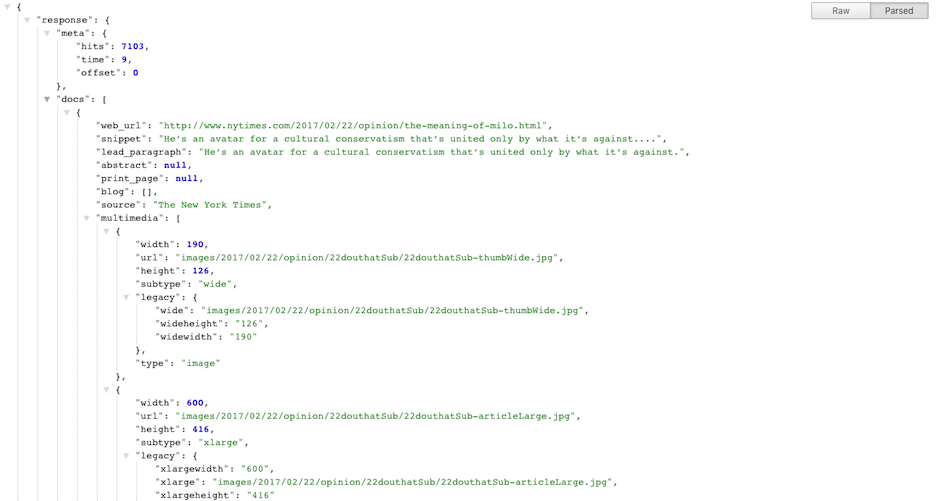 {
Raw Parsed
"response": {
"meta": {
"hits": 7103,
"time": 9,
"offset": 0
},
"docs": [
{
"web_url": "http://www.nytimes.com/2017/02/22/opinion/the-meaning-of-milo.html",
"snippet": "He’s an avatar for a cultural conservatism that’s united only by what it’s against....",
"lead_paragraph": "He’s an avatar for a cultural conservatism that’s united only by what it’s against.",
"abstract": null,
"print_page": null,
"blog": [],
"source": "The New York Times",
"multimedia": [
{
"width": 190,
"url": "images/2017/02/22/opinion/22douthatSub/22douthatSub-thumbWide.jpg",
"height": 126,
"subtype": "wide",
"legacy": {
"wide": "images/2017/02/22/opinion/22douthatSub/22douthatSub-thumbWide.jpg",
"wideheight": "126",
"widewidth": "190"
},
"type": "image"
},
{
"width": 600,
"url": "images/2017/02/22/opinion/22douthatSub/22douthatSub-articleLarge.jpg",
"height": 416,
"subtype": "xlarge",
"legacy": {
"xlargewidth": "600",
"xlarge": "images/2017/02/22/opinion/22douthatSub/22douthatSub-articleLarge.jpg",
"xlargeheight": "416"